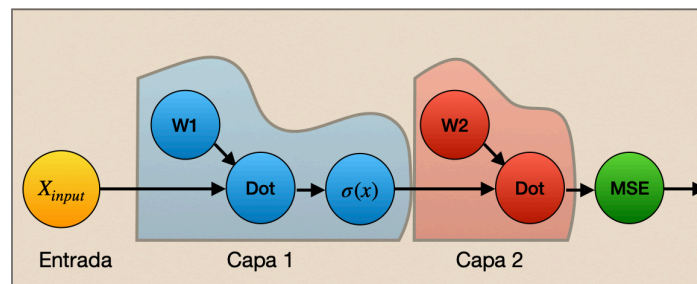 W1
W2
X_input
Dot
σ(x)
Dot
MSE
Entrada
Capa 1
Capa 2